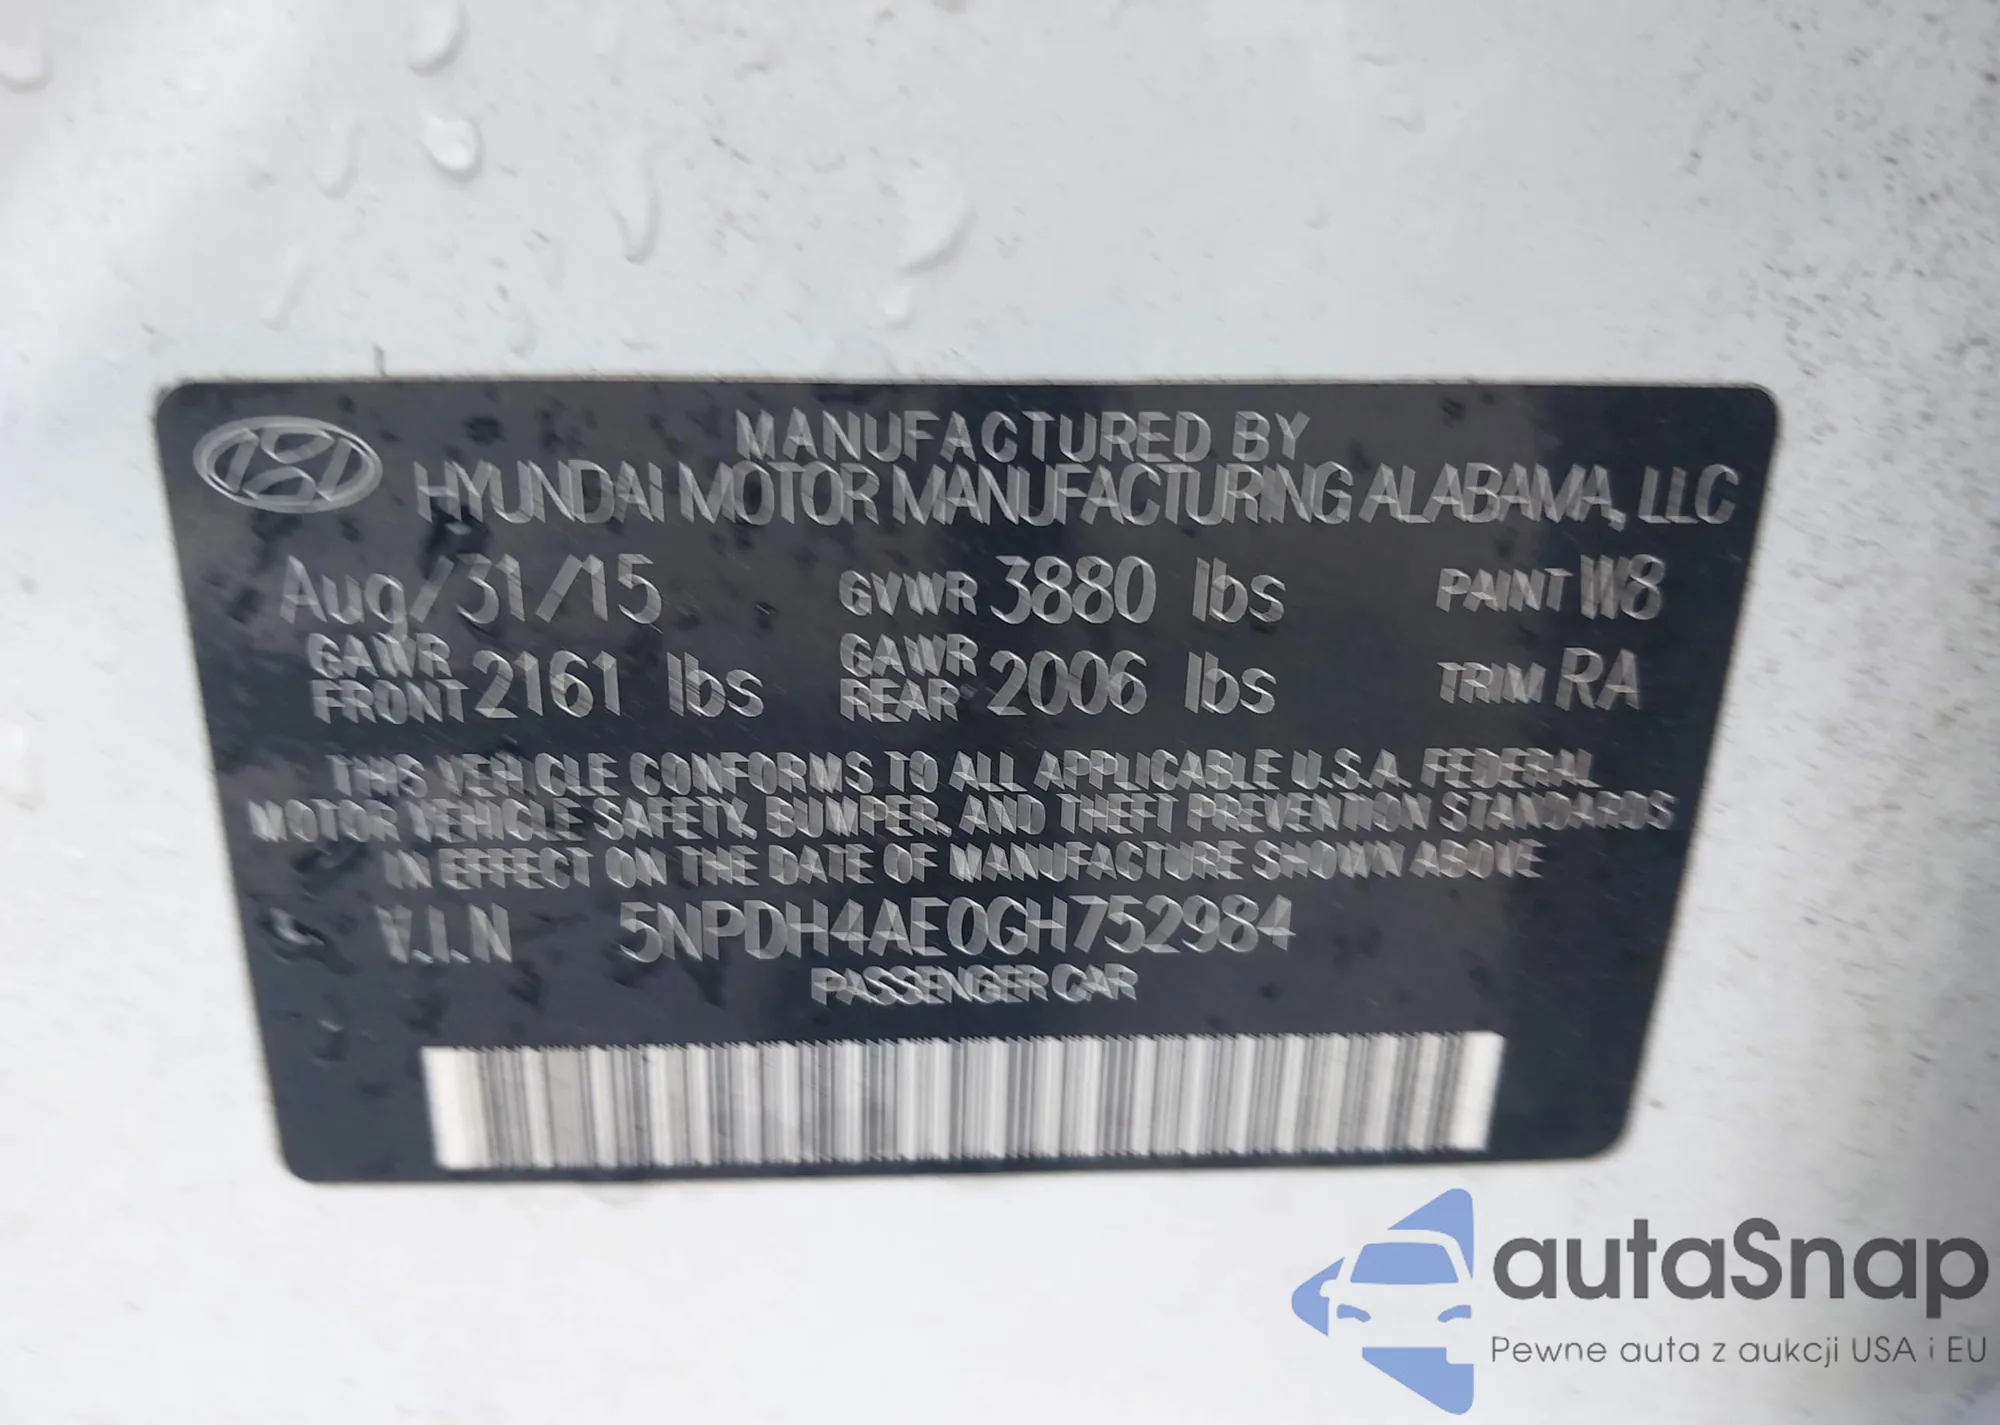 MANUFACTURED BY
HYUNDAI MOTOR MANUFACTURING ALABAMA, LLC
Aug/31/15 GVWR 3880 lbs PAINT W8
GAWR FRONT 2161 lbs GAWR REAR 2006 lbs TRIM RA
THIS VEHICLE CONFORMS TO ALL APPLICABLE U.S.A. FEDERAL
MOTOR VEHICLE SAFETY, BUMPER, AND THEFT PREVENTION STANDARDS
IN EFFECT ON THE DATE OF MANUFACTURE SHOWN ABOVE
V.I.N 5NPDH4AE0GH752984
PASSENGER CAR
autaSnap
Pewne auta z aukcji USA i EU